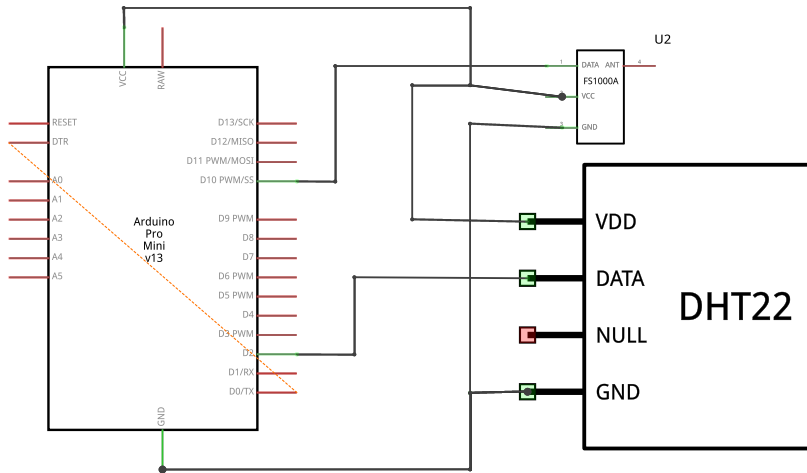 U2
VCC
RAW
1
DATA
ANT
4
FS1000A
VCC
3
GND
RESET
DTR
A0
A1
A2
A3
A4
A5
D13/SCK
D12/MISO
D11 PWM/MOSI
D10 PWM/SS
D9 PWM
D8
D7
D6 PWM
D5 PWM
D4
D3 PWM
D2
D1/RX
D0/TX
Arduino
Pro
Mini
v13
GND
VDD
DATA
NULL
GND
DHT22